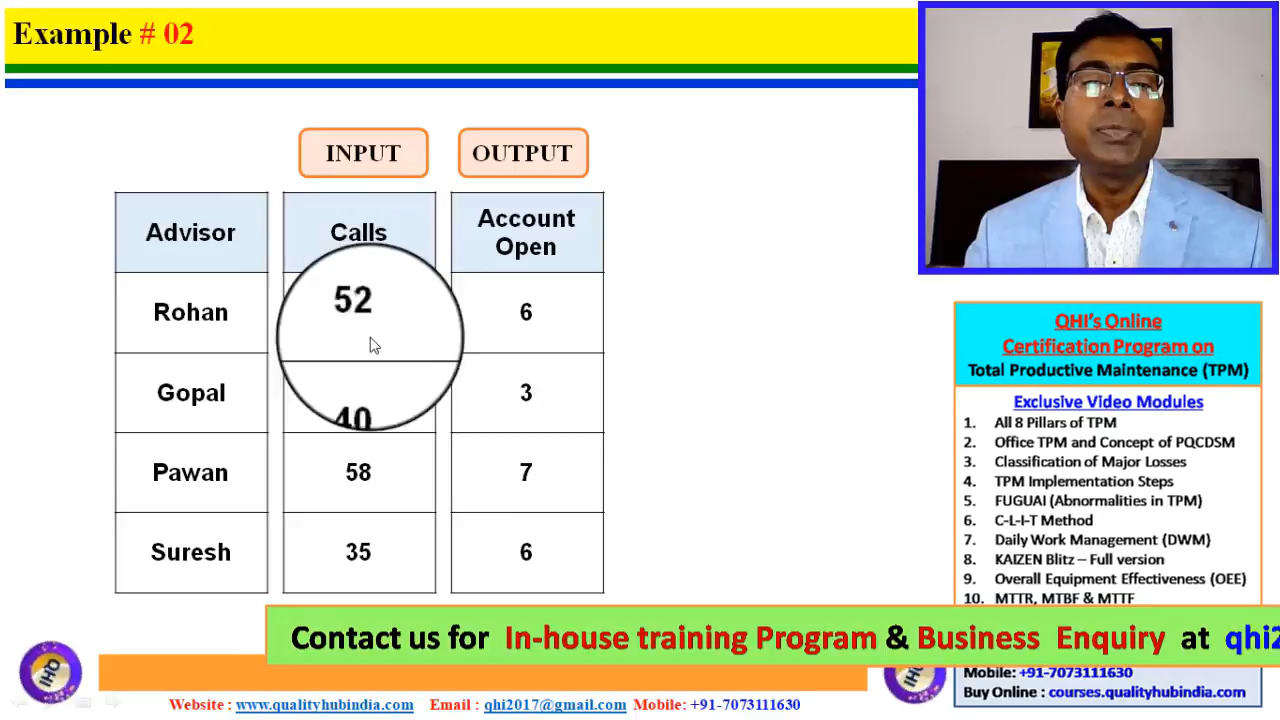 Example # 02
INPUT OUTPUT
Advisor Calls Account Open
Rohan 52 6
Gopal 40 3
Pawan 58 7
Suresh 35 6
QHI's Online
Certification Program on
Total Productive Maintenance (TPM)
Exclusive Video Modules
1. All 8 Pillars of TPM
2. Office TPM and Concept of PQCDSM
3. Classification of Major Losses
4. TPM Implementation Steps
5. FUGUAI (Abnormalities in TPM)
6. C-L-I-T Method
7. Daily Work Management (DWM)
8. KAIZEN Blitz – Full version
9. Overall Equipment Effectiveness (OEE)
10. MTTR, MTBF & MTTF
Contact us for In-house training Program & Business Enquiry at qhi2
Mobile: +91-7073111630
Buy Online : courses.qualityhubindia.com
QHI
QHI
Website : www.qualityhubindia.com Email : qhi2017@gmail.com Mobile: +91-7073111630